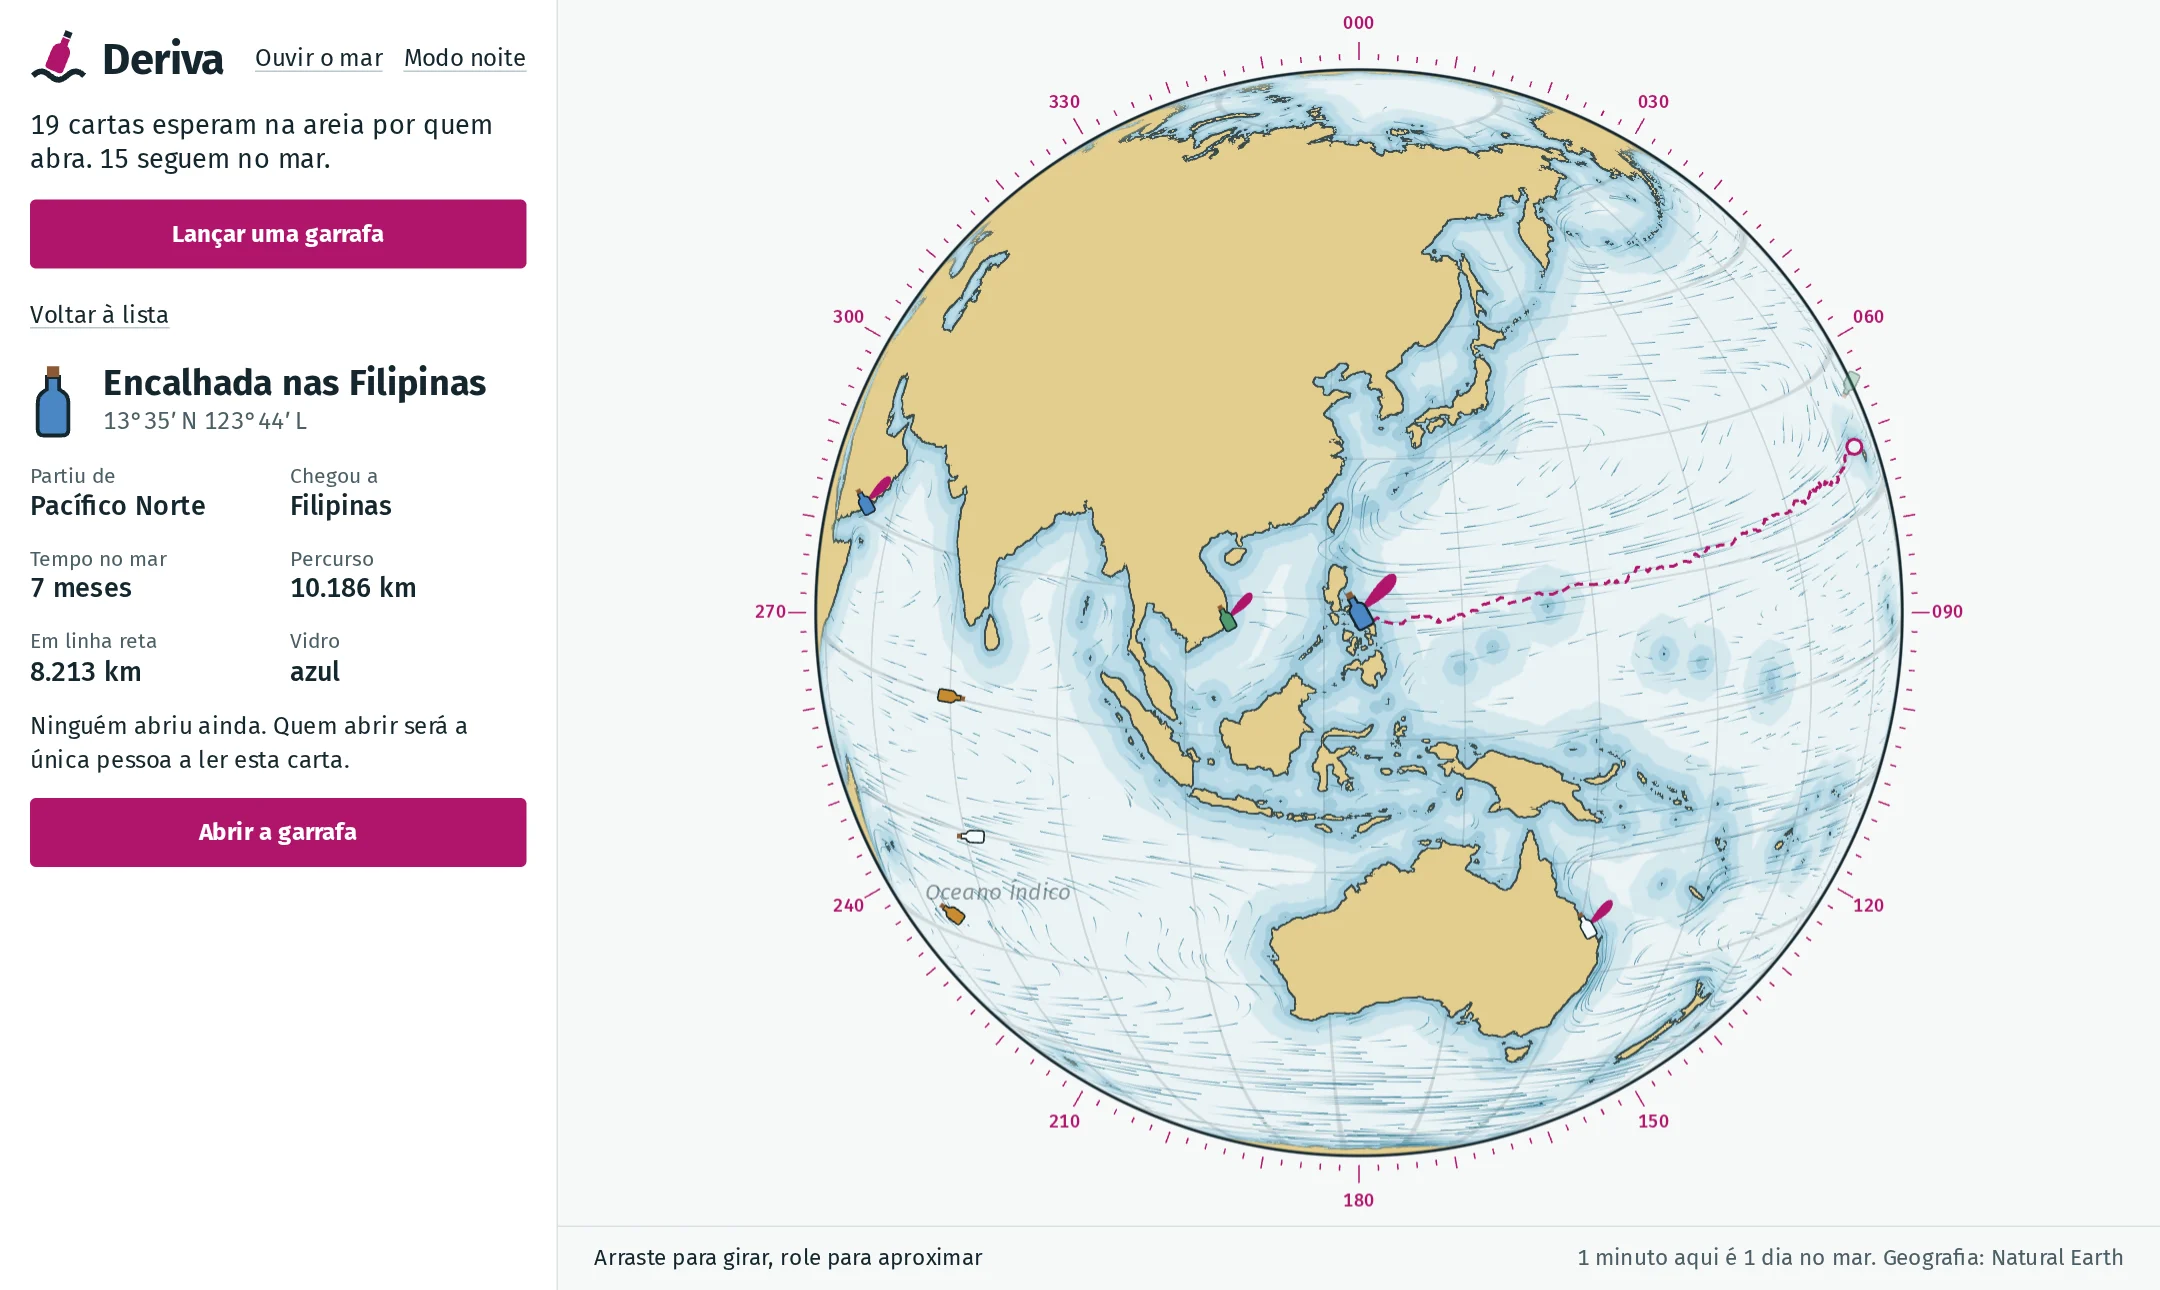 Deriva
Ouvir o mar
Modo noite
19 cartas esperam na areia por quem
abra. 15 seguem no mar.
Lançar uma garrafa
Voltar à lista
Encalhada nas Filipinas
13°35′ N 123°44′ L
Partiu de
Pacífico Norte
Chegou a
Filipinas
Tempo no mar
7 meses
Percurso
10.186 km
Em linha reta
8.213 km
Vidro
azul
Ninguém abriu ainda. Quem abrir será a
única pessoa a ler esta carta.
Abrir a garrafa
000
030
060
090
120
150
180
210
240
270
300
330
Oceano Índico
Arraste para girar, role para aproximar
1 minuto aqui é 1 dia no mar. Geografia: Natural Earth